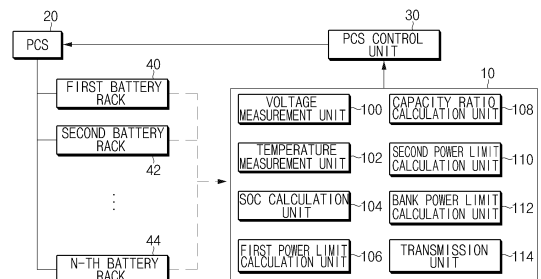 20
PCS
30
PCS CONTROL
UNIT
40
FIRST BATTERY
RACK
SECOND BATTERY
RACK
42
44
N-TH BATTERY
RACK
10
VOLTAGE
MEASUREMENT UNIT
100
CAPACITY RATIO
CALCULATION UNIT
108
TEMPERATURE
MEASUREMENT UNIT
102
SECOND POWER LIMIT
CALCULATION UNIT
110
SOC CALCULATION
UNIT
104
BANK POWER LIMIT
CALCULATION UNIT
112
FIRST POWER LIMIT
CALCULATION UNIT
106
TRANSMISSION
UNIT
114